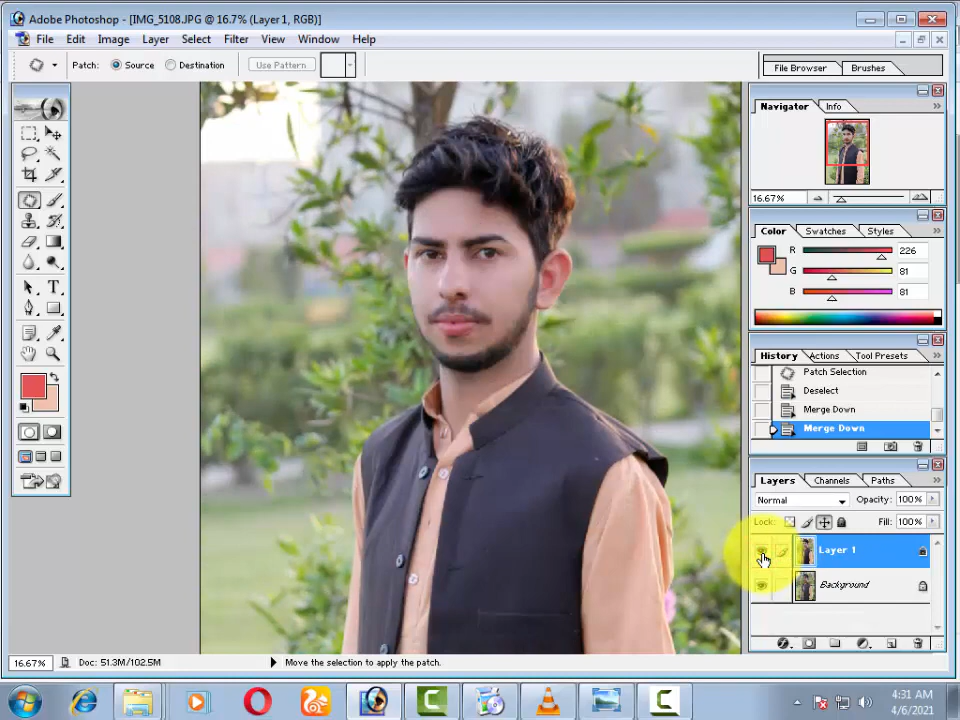 Adobe Photoshop - [IMG_5108.JPG @ 16.7% (Layer 1, RGB)]
File Edit Image Layer Select Filter View Window Help
Patch: Source Destination Use Pattern File Browser Brushes
Navigator Info
16.67%
Color Swatches Styles
R 226
G 81
B 81
History Actions Tool Presets
Patch Selection
Deselect
Merge Down
Merge Down
Layers Channels Paths
Normal Opacity: 100%
Lock: Fill: 100%
Layer 1
Background
16.67% Doc: 51.3M/102.5M Move the selection to apply the patch.
4:31 AM
4/6/2021